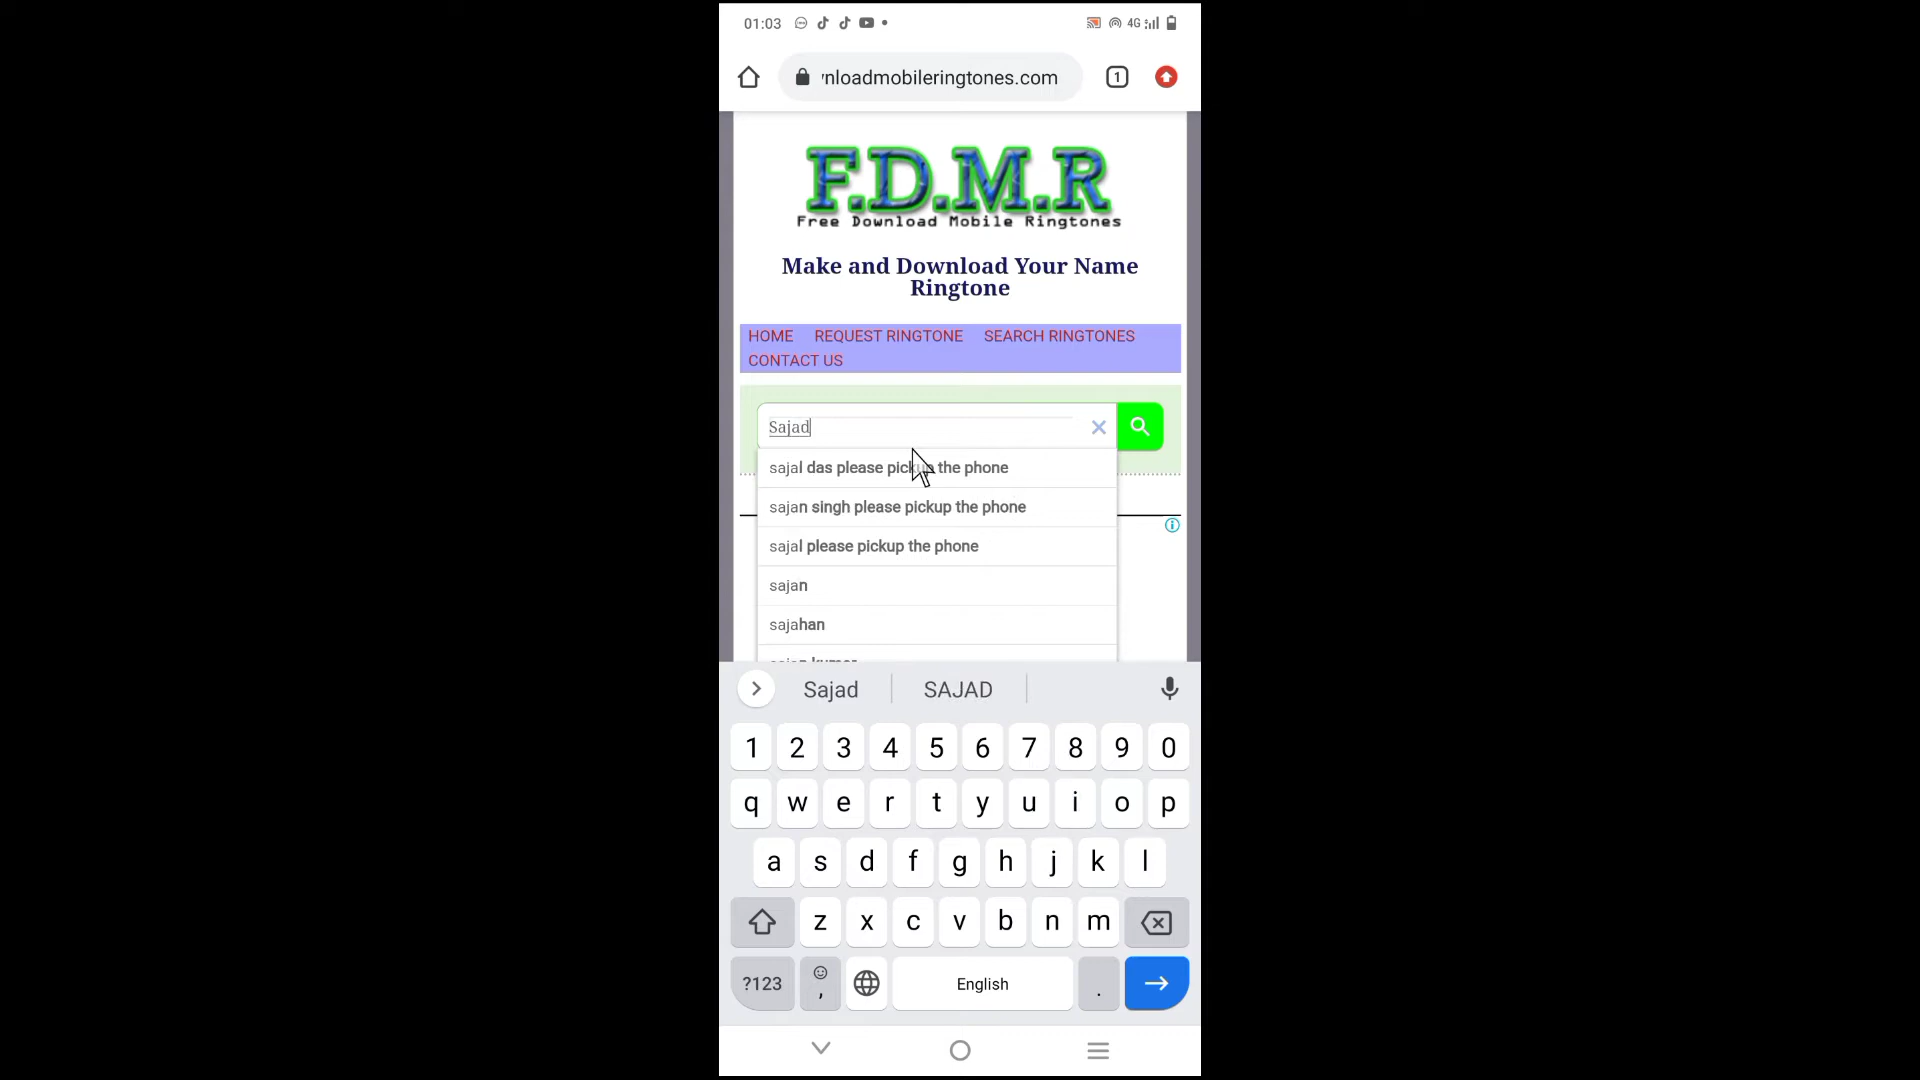 01:03
4G
nloadmobileringtones.com
1
F.D.M.R
Free Download Mobile Ringtones
Make and Download Your Name
Ringtone
HOME REQUEST RINGTONE SEARCH RINGTONES
CONTACT US
Sajad
sajal das please pickup the phone
sajan singh please pickup the phone
sajal please pickup the phone
sajan
sajahan
sajan kumar
Sajad SAJAD
1 2 3 4 5 6 7 8 9 0
q w e r t y u i o p
a s d f g h j k l
z x c v b n m
?123 , English .